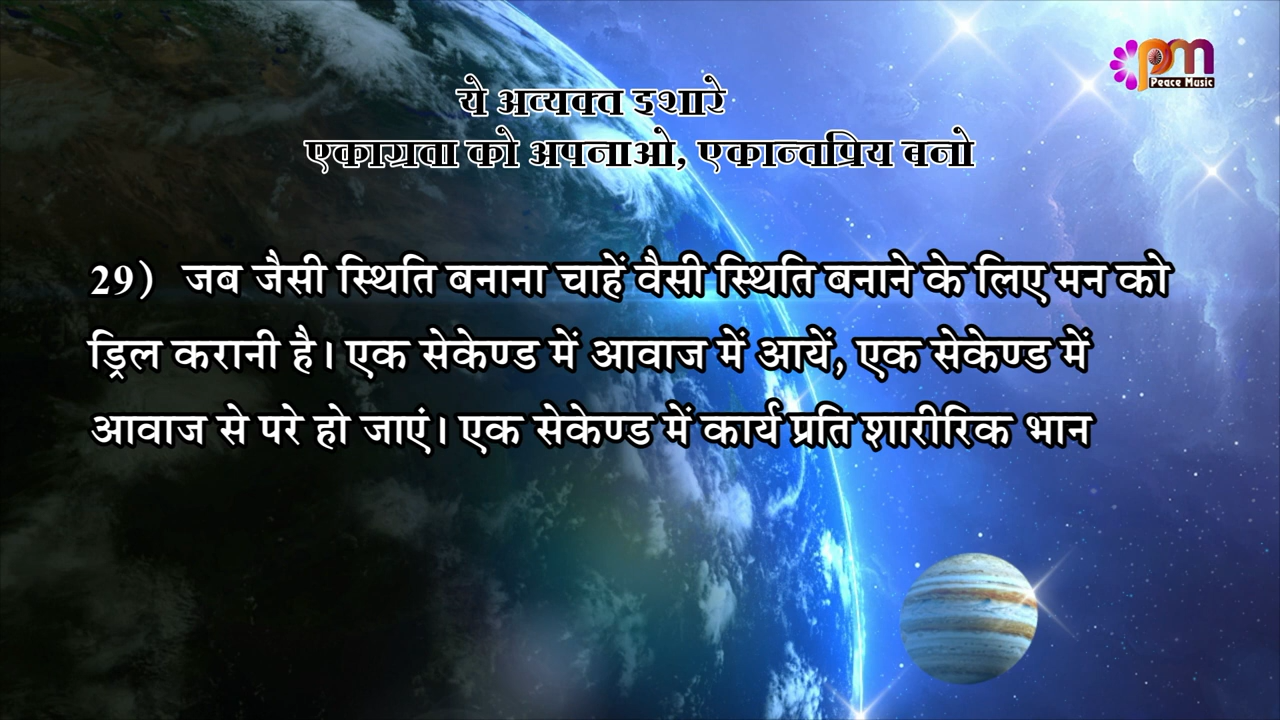 pm
Peace Music
ये अव्यक्त इशारे
एकाग्रता को अपनाओ, एकान्तप्रिय बनो
29) जब जैसी स्थिति बनाना चाहें वैसी स्थिति बनाने के लिए मन को
ड्रिल करानी है। एक सेकेण्ड में आवाज में आयें, एक सेकेण्ड में
आवाज से परे हो जाएं। एक सेकेण्ड में कार्य प्रति शारीरिक भान